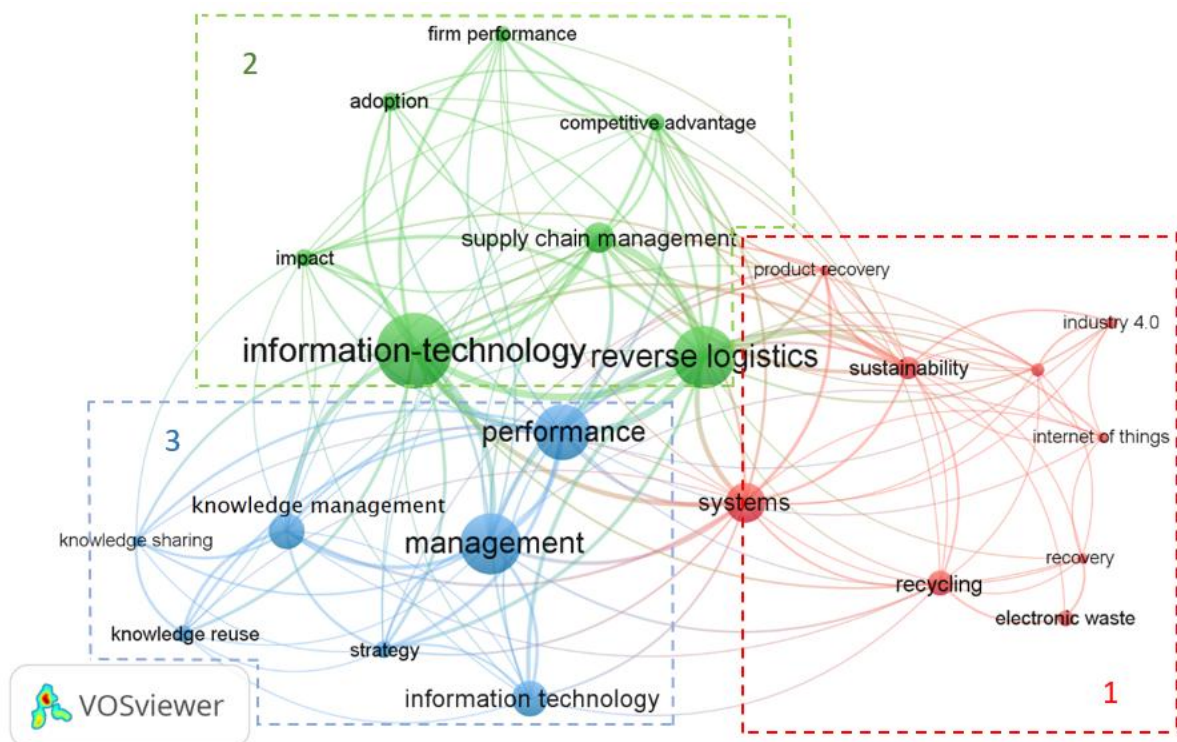 2
firm performance
adoption
competitive advantage
supply chain management
impact
information-technology
reverse logistics
product recovery
industry 4.0
sustainability
internet of things
systems
recovery
recycling
electronic waste
1
3
performance
knowledge management
knowledge sharing
management
knowledge reuse
strategy
information technology
VOSviewer